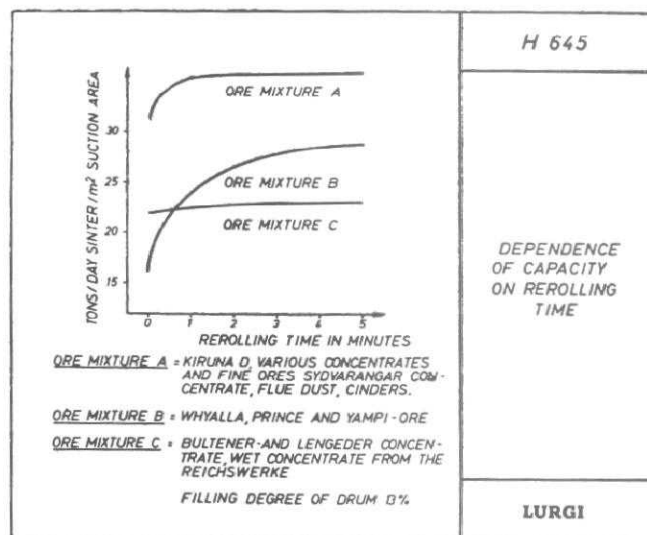 H 645
TONS / DAY SINTER / m² SUCTION AREA
30
25
20
15
ORE MIXTURE A
ORE MIXTURE B
ORE MIXTURE C
0 1 2 3 4 5
REROLLING TIME IN MINUTES
ORE MIXTURE A = KIRUNA D, VARIOUS CONCENTRATES
AND FINE ORES SYDVARANGAR CON-
CENTRATE, FLUE DUST, CINDERS.
ORE MIXTURE B = WHYALLA, PRINCE AND YAMPI-ORE
ORE MIXTURE C = BULTENER-AND LENGEDER CONCEN-
TRATE, WET CONCENTRATE FROM THE
REICHSWERKE
FILLING DEGREE OF DRUM 13%
DEPENDENCE
OF CAPACITY
ON REROLLING
TIME
LURGI